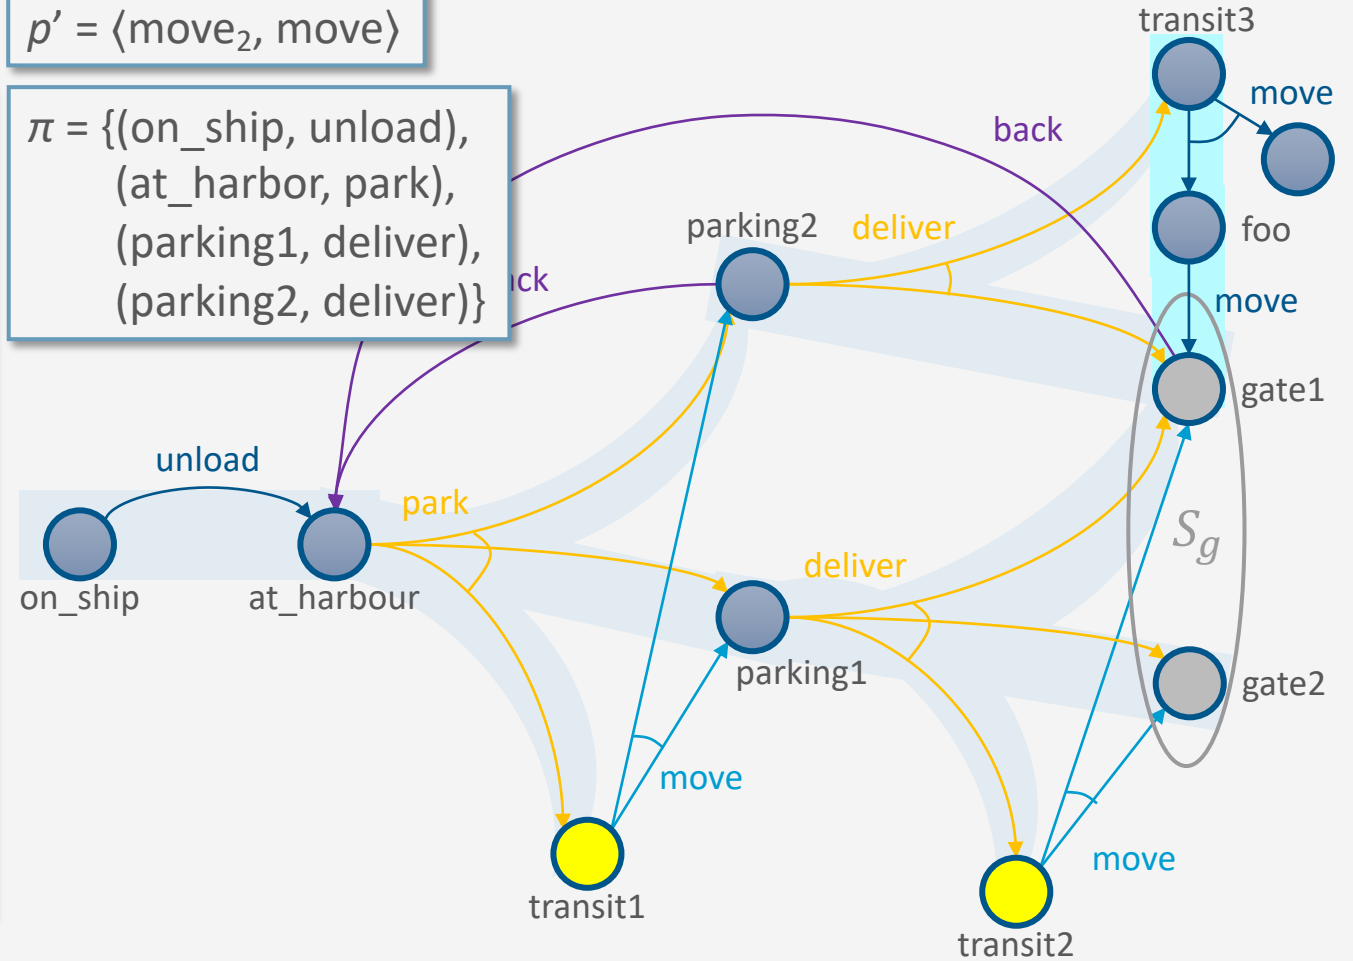 p’ = ⟨move₂, move⟩
π = {(on_ship, unload),
(at_harbor, park),
(parking1, deliver),
(parking2, deliver)}
transit3
move
back
foo
parking2
deliver
ck
move
gate1
unload
park
S_g
deliver
on_ship
at_harbour
parking1
gate2
move
move
transit1
transit2